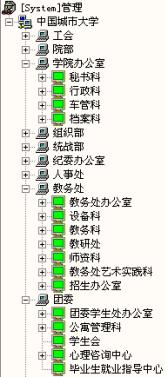 [System]管理
中国城市大学
工会
院部
学院办公室
秘书科
行政科
车管科
档案科
组织部
统战部
纪委办公室
人事处
教务处
教务处办公室
设备科
教务科
教研处
师资科
教务处艺术实践科
招生办公室
团委
团委学生处办公室
公寓管理科
学生会
心理咨询中心
毕业生就业指导中心